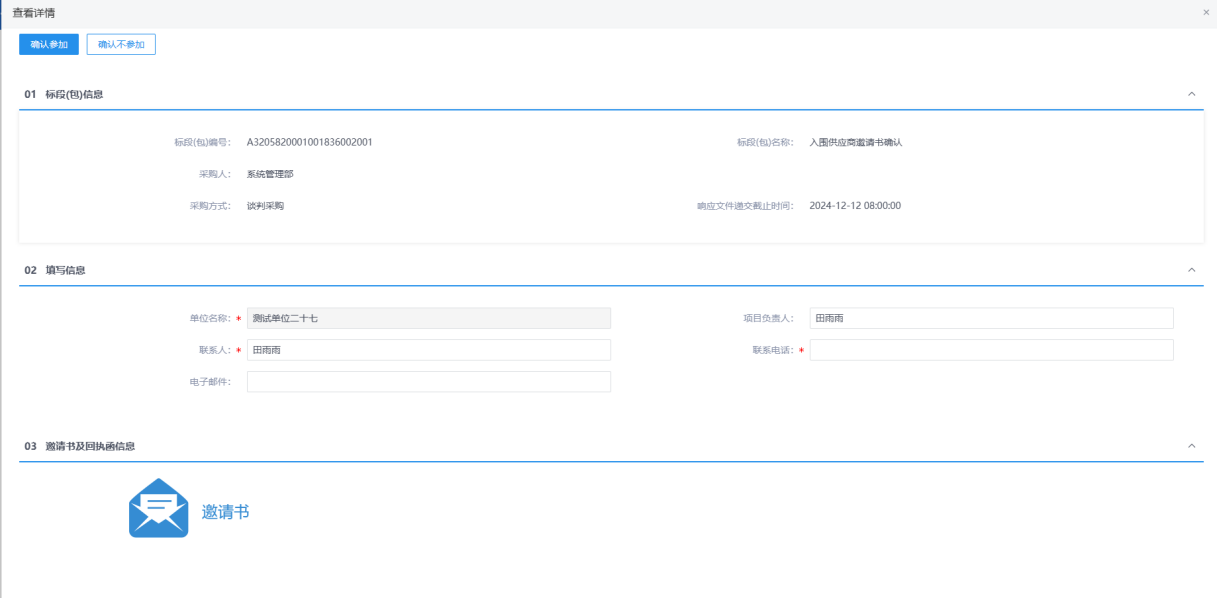 查看详情 ×
确认参加 确认不参加
01 标段(包)信息
标段(包)编号: A3205820001001836002001 标段(包)名称: 入围供应商邀请书确认
采购人: 系统管理部
采购方式: 谈判采购 响应文件递交截止时间: 2024-12-12 08:00:00
02 填写信息
单位名称: * 测试单位二十七 项目负责人: 田雨雨
联系人: * 田雨雨 联系电话: *
电子邮件:
03 邀请书及回执函信息
邀请书